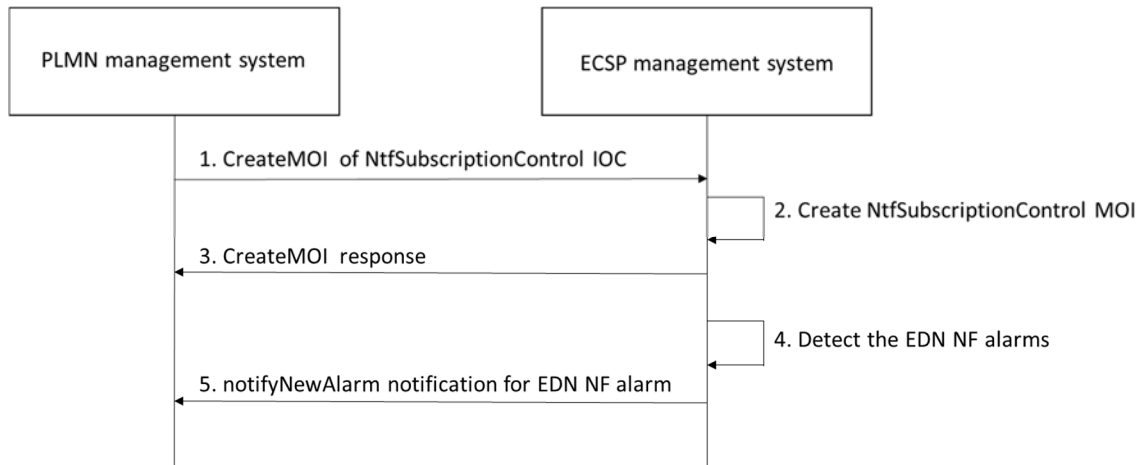 PLMN management system
ECSP management system
1. CreateMOI of NtfSubscriptionControl IOC
2. Create NtfSubscriptionControl MOI
3. CreateMOI response
4. Detect the EDN NF alarms
5. notifyNewAlarm notification for EDN NF alarm